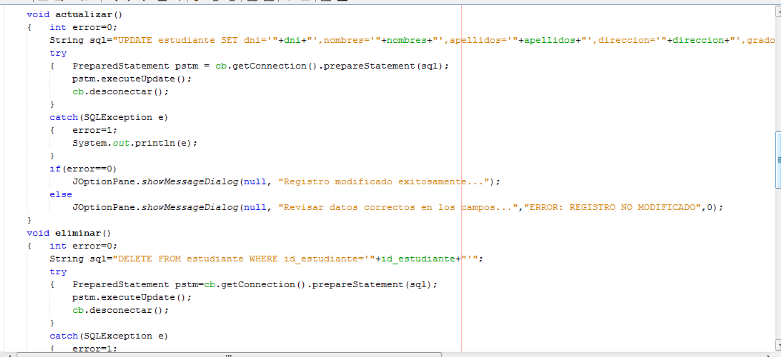 void actualizar()
{   int error=0;
    String sql="UPDATE estudiante SET dni='"+dni+"',nombres='"+nombres+"',apellidos='"+apellidos+"',direccion='"+direccion+"',grado
    try
    {   PreparedStatement pstm = cb.getConnection().prepareStatement(sql);
        pstm.executeUpdate();
        cb.desconectar();
    }
    catch(SQLException e)
    {   error=1;
        System.out.println(e);
    }
    if(error==0)
        JOptionPane.showMessageDialog(null, "Registro modificado exitosamente...");
    else
        JOptionPane.showMessageDialog(null, "Revisar datos correctos en los campos...","ERROR: REGISTRO NO MODIFICADO",0);
}
void eliminar()
{   int error=0;
    String sql="DELETE FROM estudiante WHERE id_estudiante='"+id_estudiante+"'";
    try
    {   PreparedStatement pstm=cb.getConnection().prepareStatement(sql);
        pstm.executeUpdate();
        cb.desconectar();
    }
    catch(SQLException e)
    {   error=1;